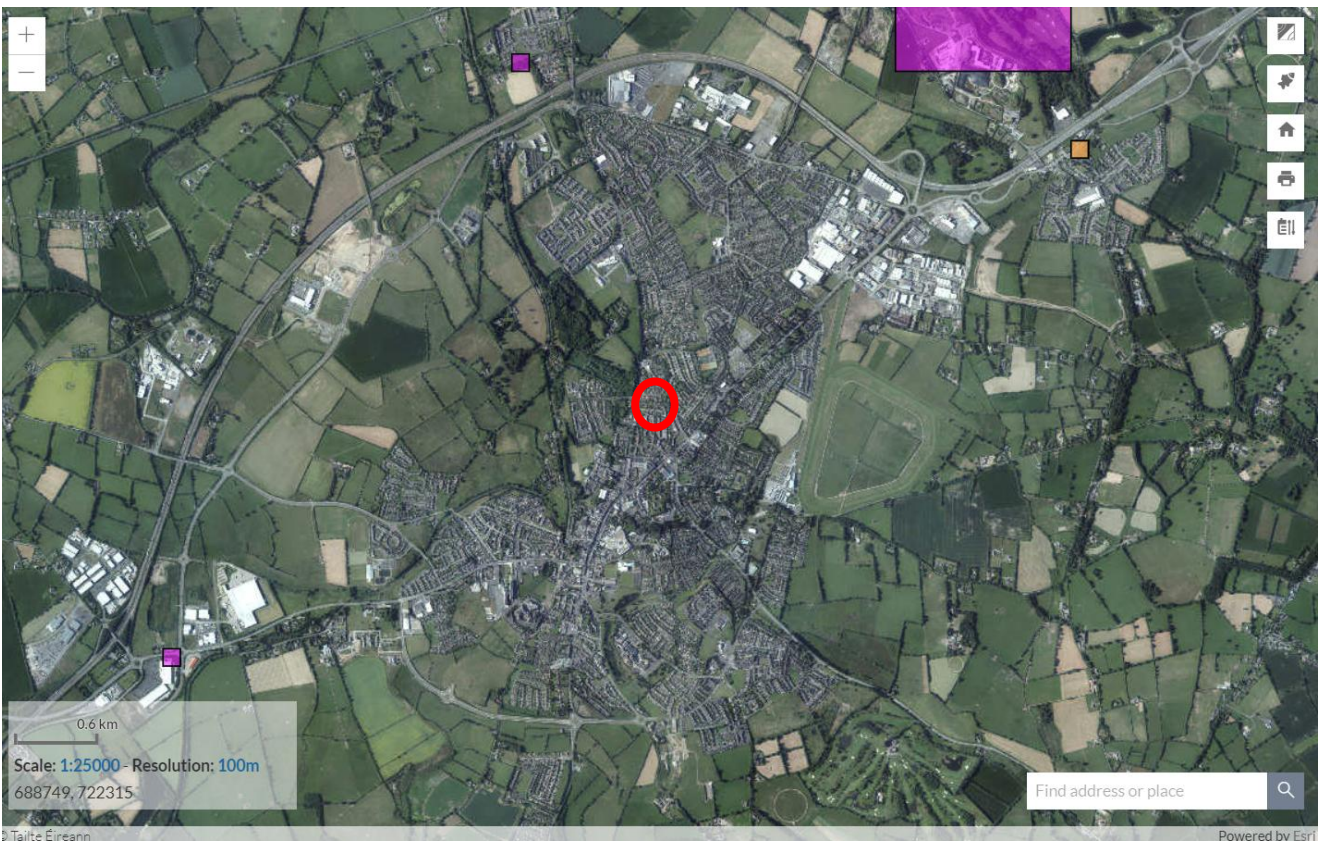 0.6 km
Scale: 1:25000 - Resolution: 100m
688749, 722315
Find address or place
© Tailte Éireann
Powered by Esri